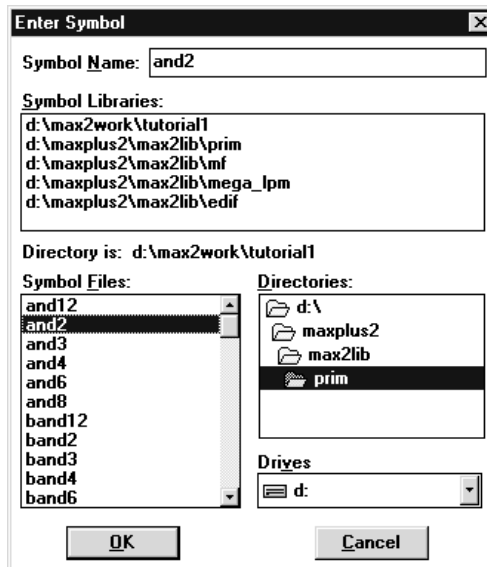 Enter Symbol
Symbol Name: and2
Symbol Libraries:
d:\max2work\tutorial1
d:\maxplus2\max2lib\prim
d:\maxplus2\max2lib\mf
d:\maxplus2\max2lib\mega_lpm
d:\maxplus2\max2lib\edif
Directory is: d:\max2work\tutorial1
Symbol Files:
and12
and2
and3
and4
and6
and8
band12
band2
band3
band4
band6
Directories:
d:\
maxplus2
max2lib
prim
Drives
d:
OK
Cancel